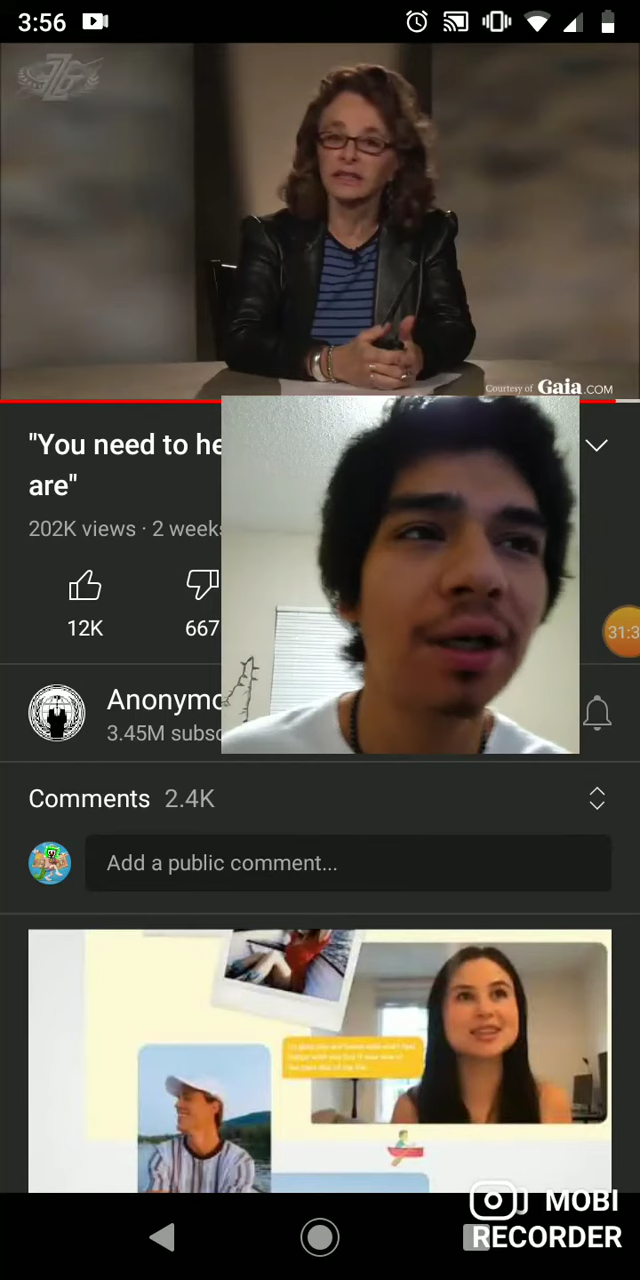 3:56
Courtesy of Gaia.COM
"You need to he
are"
202K views · 2 weeks
12K
667
31:3
Anonymo
3.45M subsc
Comments 2.4K
Add a public comment...
MOBI
RECORDER